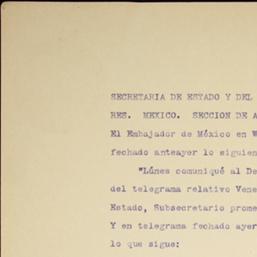 SECRETARIA DE ESTADO Y DEL
RES. MEXICO. SECCION DE A
El Embajador de México en W
fechado anteayer lo siguien
"Lúnes comuniqué al De
del telegrama relativo Vene
Estado, Subsecretario prome
Y en telegrama fechado ayer
lo que sigue: